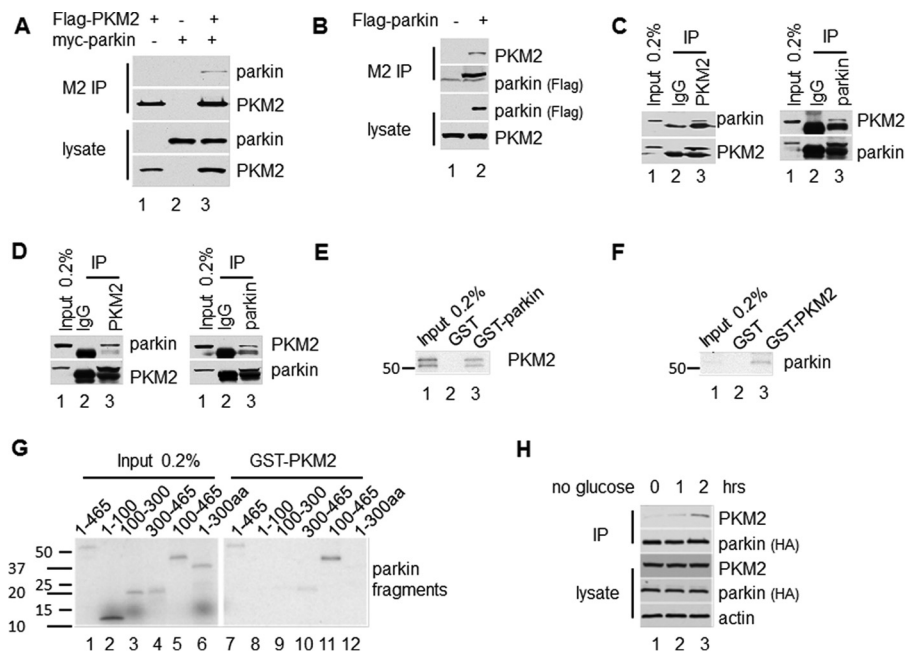 A
Flag-PKM2 + - +
myc-parkin - + +
M2 IP
parkin
PKM2
lysate
parkin
PKM2
1 2 3
B
Flag-parkin - +
M2 IP
PKM2
parkin (Flag)
lysate
parkin (Flag)
PKM2
1 2
C
Input 0.2% IgG PKM2
IP
parkin
PKM2
1 2 3
Input 0.2% IgG parkin
IP
PKM2
parkin
1 2 3
D
Input 0.2% IgG PKM2
IP
parkin
PKM2
1 2 3
Input 0.2% IgG parkin
IP
PKM2
parkin
1 2 3
E
Input 0.2% GST GST-parkin
50
PKM2
1 2 3
F
Input 0.2% GST GST-PKM2
50
parkin
1 2 3
G
Input 0.2% GST-PKM2
1-465 1-100 100-300 300-465 100-465 1-300aa 1-465 1-100 100-300 300-465 100-465 1-300aa
50
37
25
20
15
10
parkin
fragments
1 2 3 4 5 6 7 8 9 10 11 12
H
no glucose 0 1 2 hrs
IP
PKM2
parkin (HA)
lysate
PKM2
parkin (HA)
actin
1 2 3